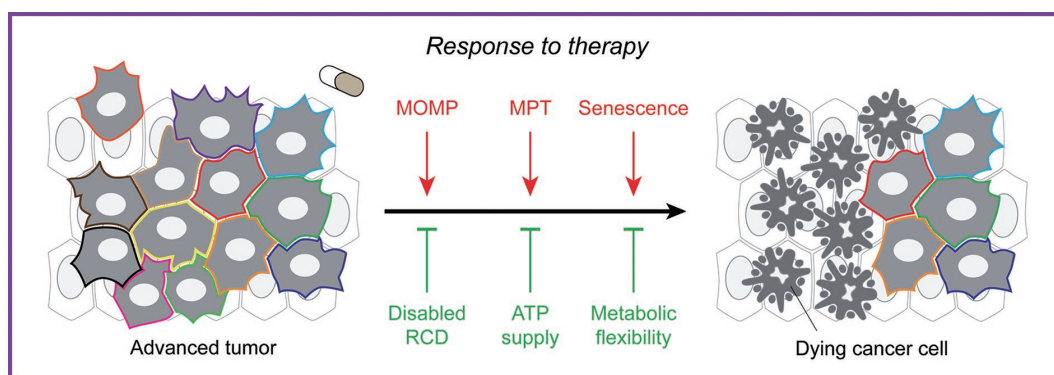 Response to therapy
MOMP
MPT
Senescence
Disabled
RCD
ATP
supply
Metabolic
flexibility
Advanced tumor
Dying cancer cell